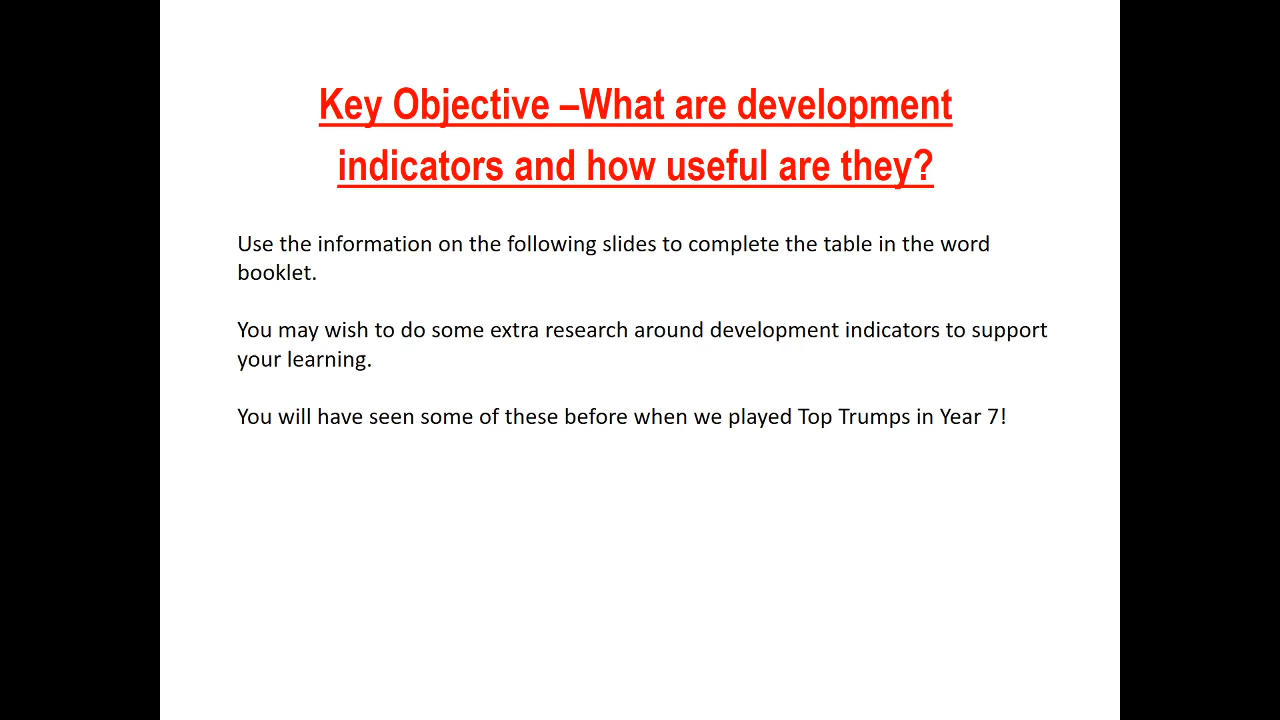 Key Objective –What are development
indicators and how useful are they?
Use the information on the following slides to complete the table in the word
booklet.
You may wish to do some extra research around development indicators to support
your learning.
You will have seen some of these before when we played Top Trumps in Year 7!